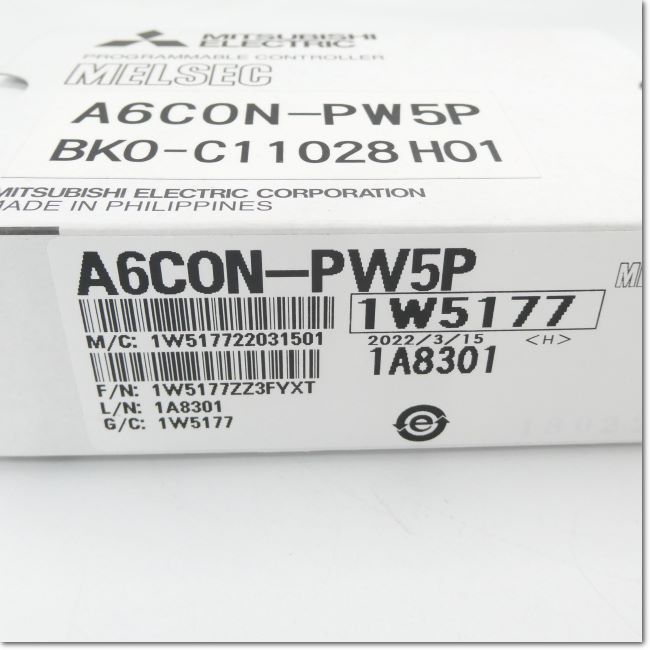 MITSUBISHI
ELECTRIC
PROGRAMMABLE CONTROLLER
MELSEC
A6CON-PW5P
BKO-C11028H01
MITSUBISHI ELECTRIC CORPORATION
MADE IN PHILIPPINES
A6CON-PW5P
1W5177
M/C: 1W517722031501
2022/3/15 <H>
1A8301
F/N: 1W5177ZZ3FYXT
L/N: 1A8301
G/C: 1W5177
e